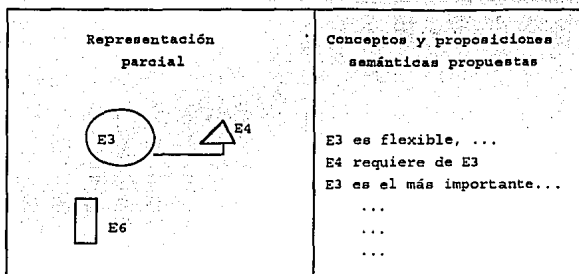 Representación
parcial
Conceptos y proposiciones
semánticas propuestas
E3
E4
E6
E3 es flexible, ...
E4 requiere de E3
E3 es el más importante...
...
...
...